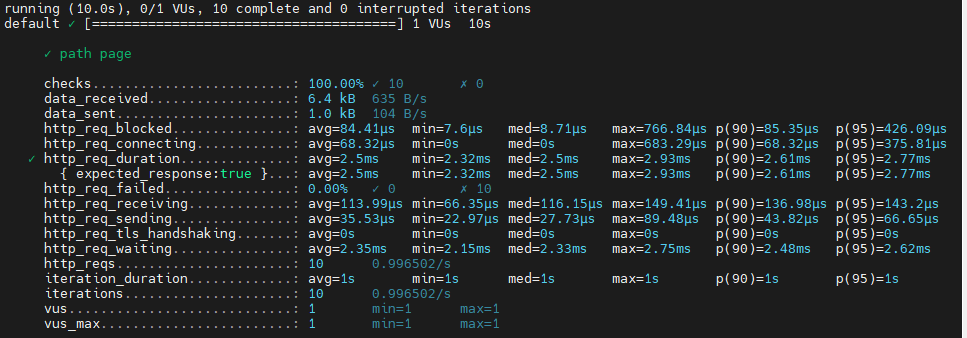 running (10.0s), 0/1 VUs, 10 complete and 0 interrupted iterations
default ✓ [======================================] 1 VUs  10s

     ✓ path page

     checks.........................: 100.00% ✓ 10       ✗ 0
     data_received..................: 6.4 kB  635 B/s
     data_sent......................: 1.0 kB  104 B/s
     http_req_blocked...............: avg=84.41µs  min=7.6µs   med=8.71µs   max=766.84µs p(90)=85.35µs  p(95)=426.09µs
     http_req_connecting............: avg=68.32µs  min=0s      med=0s       max=683.29µs p(90)=68.32µs  p(95)=375.81µs
   ✓ http_req_duration..............: avg=2.5ms    min=2.32ms  med=2.5ms    max=2.93ms   p(90)=2.61ms   p(95)=2.77ms
       { expected_response:true }...: avg=2.5ms    min=2.32ms  med=2.5ms    max=2.93ms   p(90)=2.61ms   p(95)=2.77ms
     http_req_failed................: 0.00%   ✓ 0        ✗ 10
     http_req_receiving.............: avg=113.99µs min=66.35µs med=116.15µs max=149.41µs p(90)=136.98µs p(95)=143.2µs
     http_req_sending...............: avg=35.53µs  min=22.97µs med=27.73µs  max=89.48µs  p(90)=43.82µs  p(95)=66.65µs
     http_req_tls_handshaking.......: avg=0s       min=0s      med=0s       max=0s       p(90)=0s       p(95)=0s
     http_req_waiting...............: avg=2.35ms   min=2.15ms  med=2.33ms   max=2.75ms   p(90)=2.48ms   p(95)=2.62ms
     http_reqs......................: 10      0.996502/s
     iteration_duration.............: avg=1s       min=1s      med=1s       max=1s       p(90)=1s       p(95)=1s
     iterations.....................: 10      0.996502/s
     vus............................: 1       min=1      max=1
     vus_max........................: 1       min=1      max=1